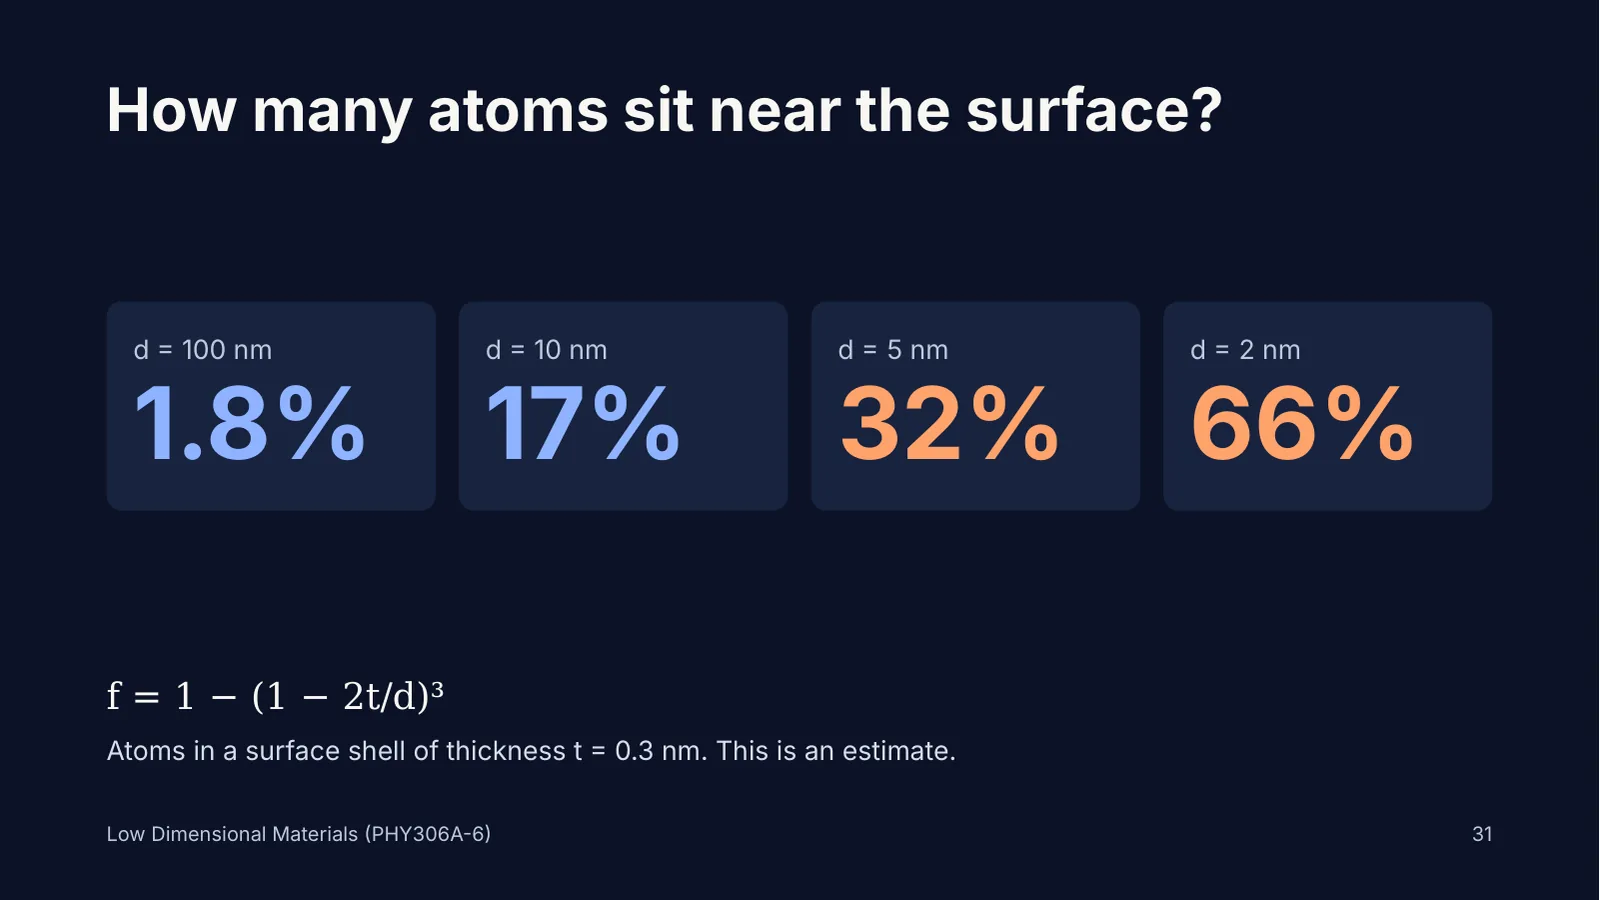 How many atoms sit near the surface?
d = 100 nm
1.8%
d = 10 nm
17%
d = 5 nm
32%
d = 2 nm
66%
f = 1 − (1 − 2t/d)³
Atoms in a surface shell of thickness t = 0.3 nm. This is an estimate.
Low Dimensional Materials (PHY306A-6)
31